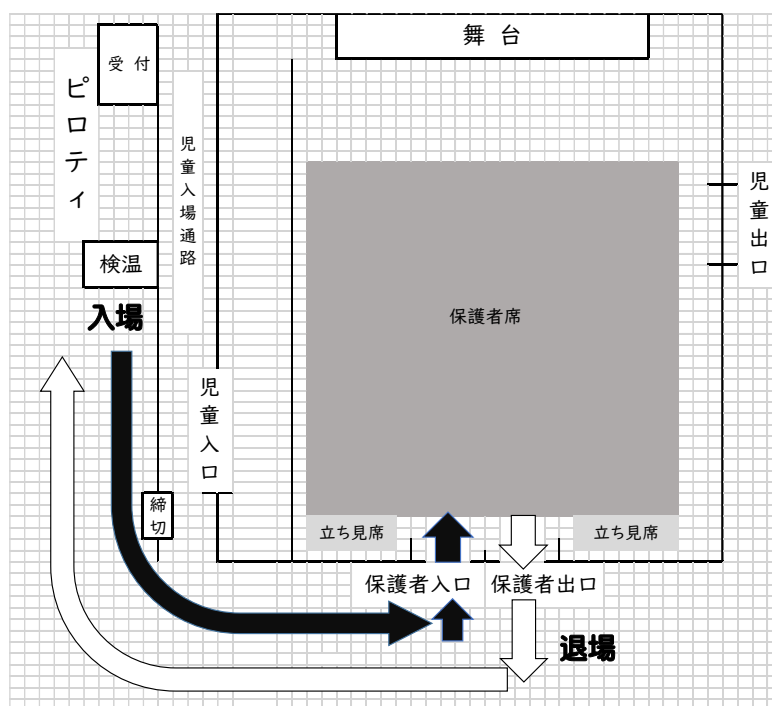 舞台
受付
ピロティ
児童入場通路
児童出口
検温
入場
保護者席
児童入口
締切
立ち見席
立ち見席
保護者入口
保護者出口
退場